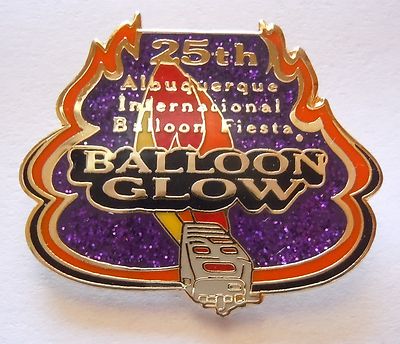 25th
Albuquerque
International
Balloon Fiesta
BALLOON
GLOW